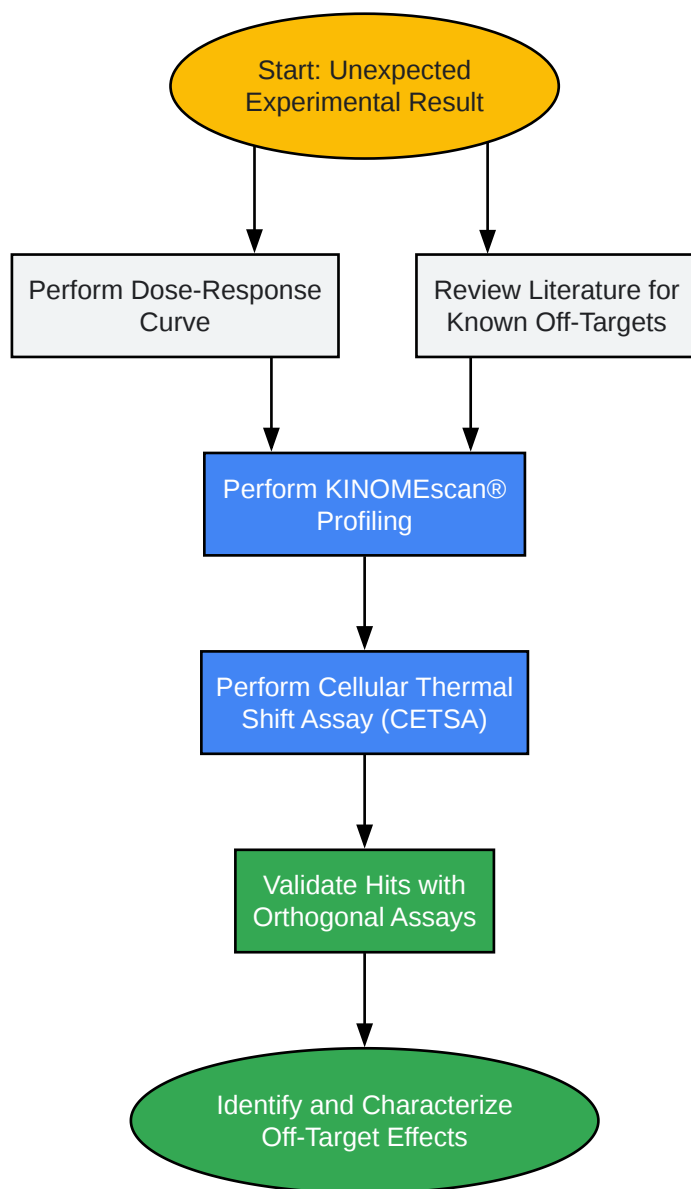 Start: Unexpected
Experimental Result
Perform Dose-Response
Curve
Review Literature for
Known Off-Targets
Perform KINOMEscan®
Profiling
Perform Cellular Thermal
Shift Assay (CETSA)
Validate Hits with
Orthogonal Assays
Identify and Characterize
Off-Target Effects